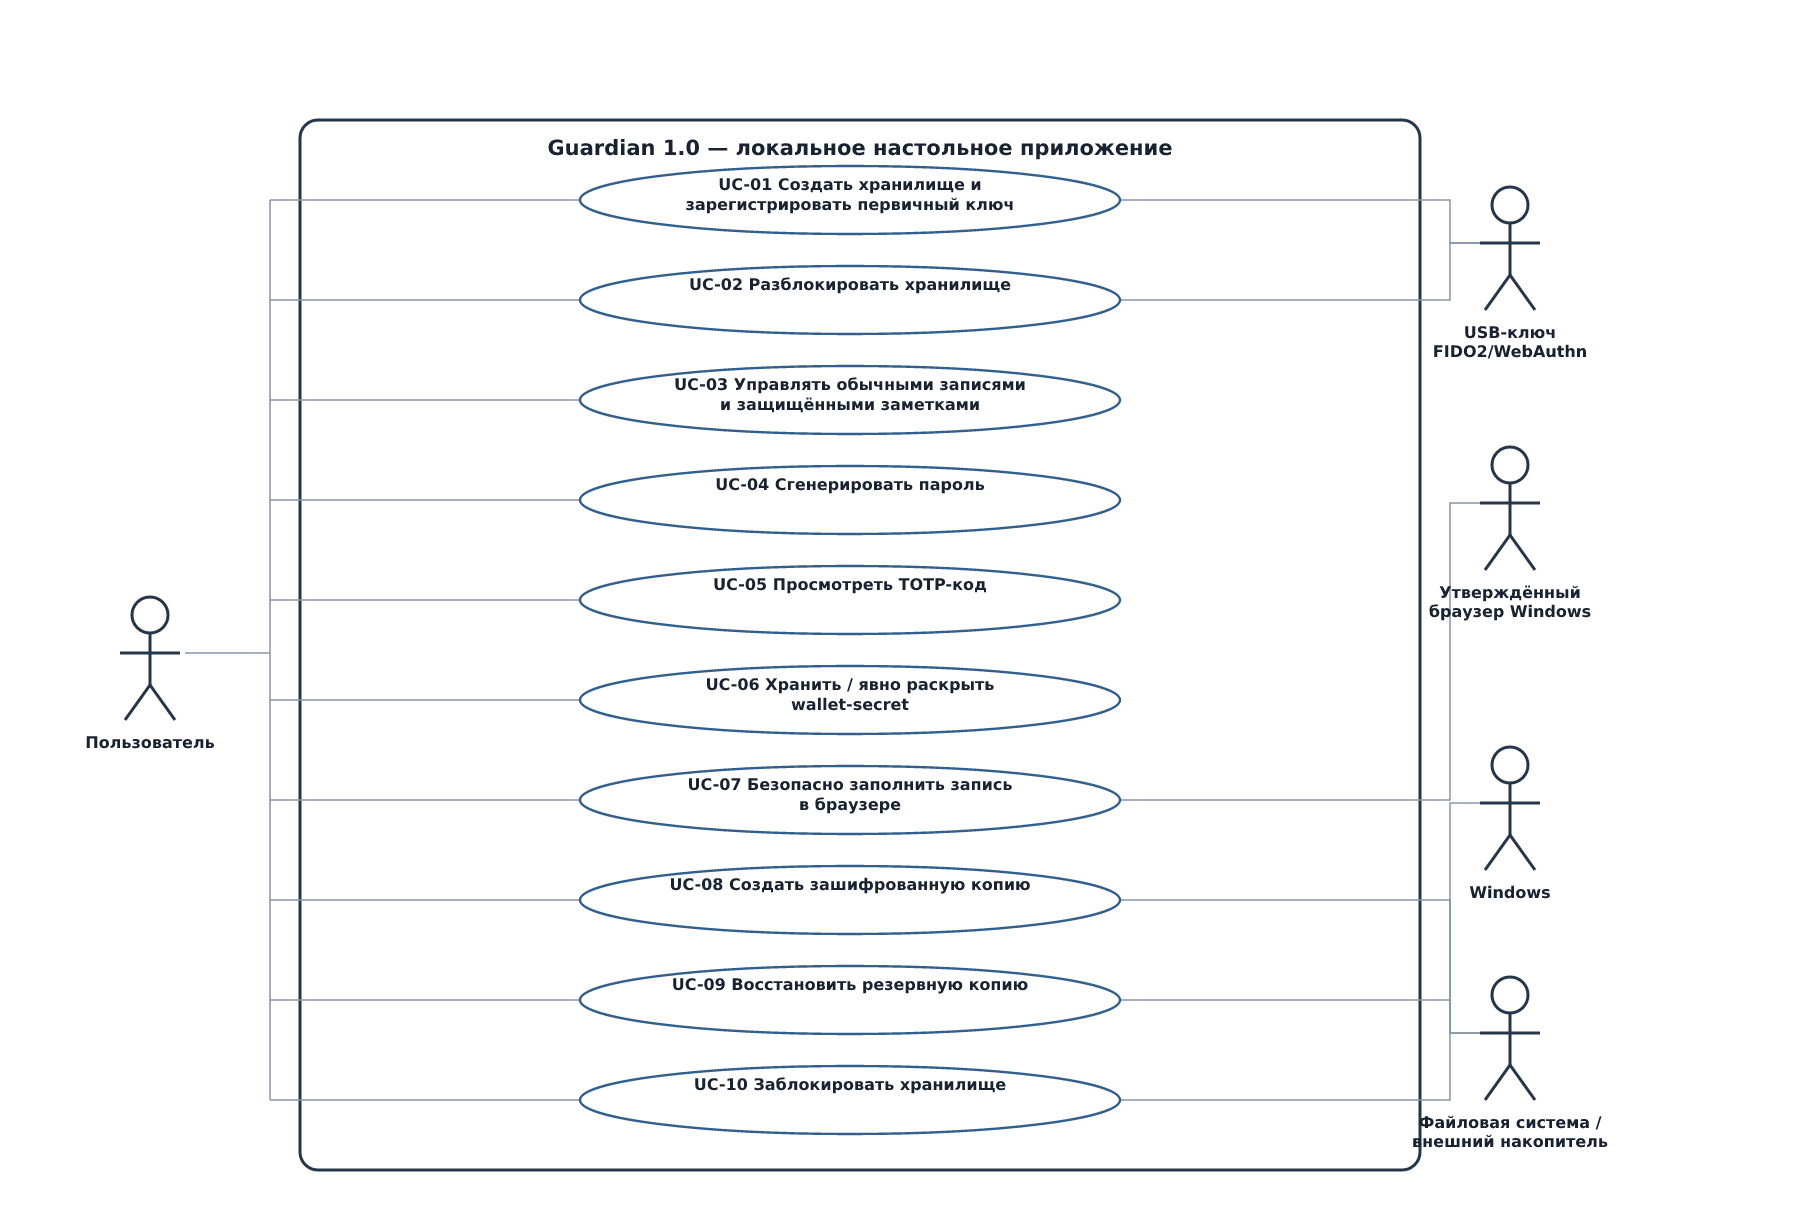 Guardian 1.0 — локальное настольное приложение
UC-01 Создать хранилище и
зарегистрировать первичный ключ
UC-02 Разблокировать хранилище
USB-ключ
FIDO2/WebAuthn
UC-03 Управлять обычными записями
и защищёнными заметками
UC-04 Сгенерировать пароль
UC-05 Просмотреть TOTP-код
Утверждённый
браузер Windows
UC-06 Хранить / явно раскрыть
wallet-secret
Пользователь
UC-07 Безопасно заполнить запись
в браузере
UC-08 Создать зашифрованную копию
Windows
UC-09 Восстановить резервную копию
UC-10 Заблокировать хранилище
Файловая система /
внешний накопитель